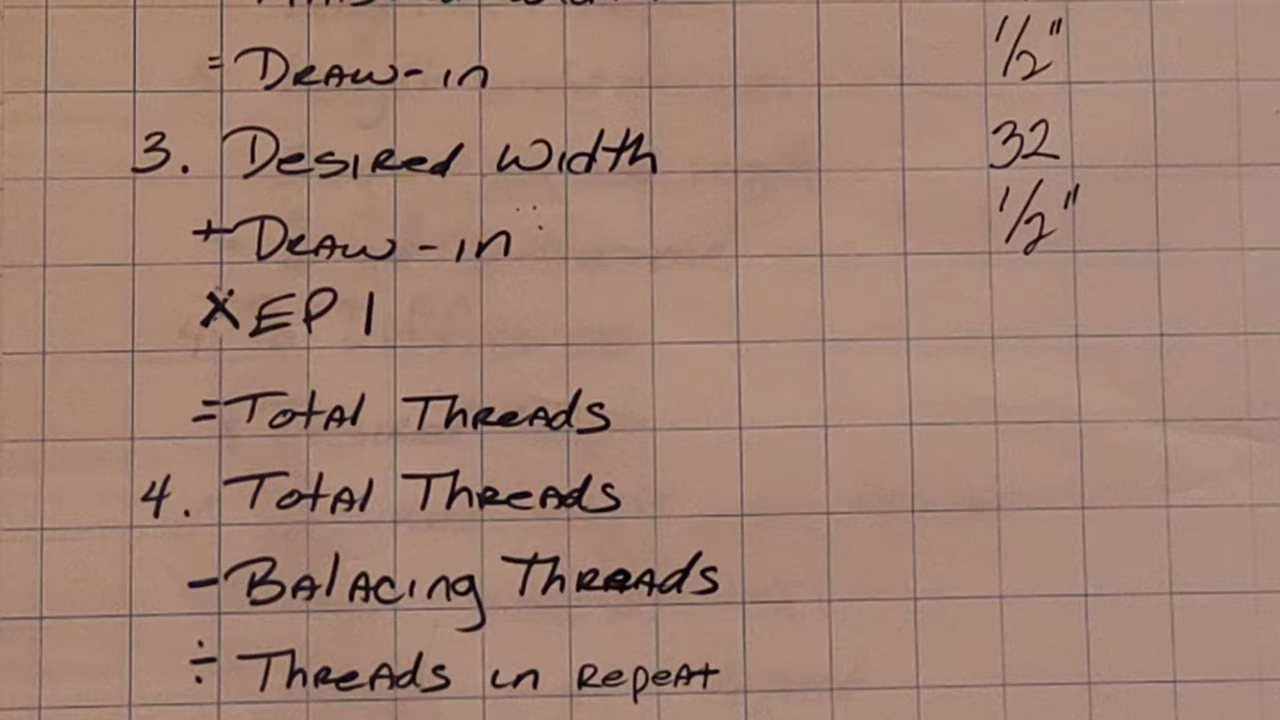 = Draw-in 1/2"
3. Desired Width 32
+ Draw-in 1/2"
X EPI
= Total Threads
4. Total Threads
- Balacing Threads
÷ Threads in repeat